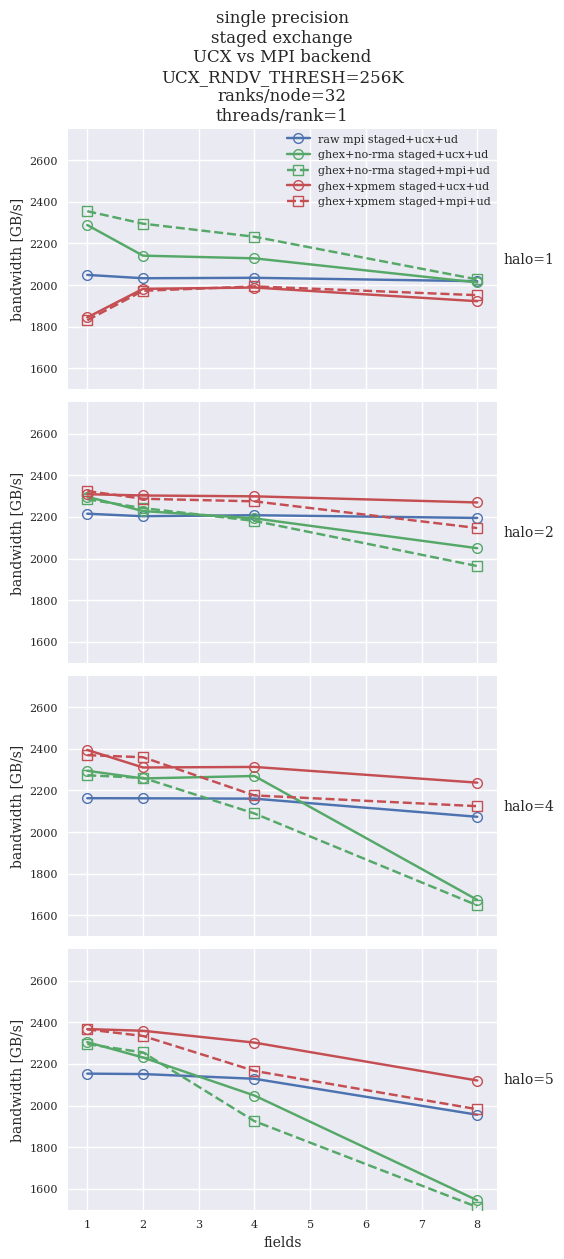 single precision
staged exchange
UCX vs MPI backend
UCX_RNDV_THRESH=256K
ranks/node=32
threads/rank=1
raw mpi staged+ucx+ud
ghex+no-rma staged+ucx+ud
ghex+no-rma staged+mpi+ud
ghex+xpmem staged+ucx+ud
ghex+xpmem staged+mpi+ud
2600
2400
2200
2000
1800
1600
bandwidth [GB/s]
halo=1
2600
2400
2200
2000
1800
1600
bandwidth [GB/s]
halo=2
2600
2400
2200
2000
1800
1600
bandwidth [GB/s]
halo=4
2600
2400
2200
2000
1800
1600
bandwidth [GB/s]
halo=5
1 2 3 4 5 6 7 8
fields